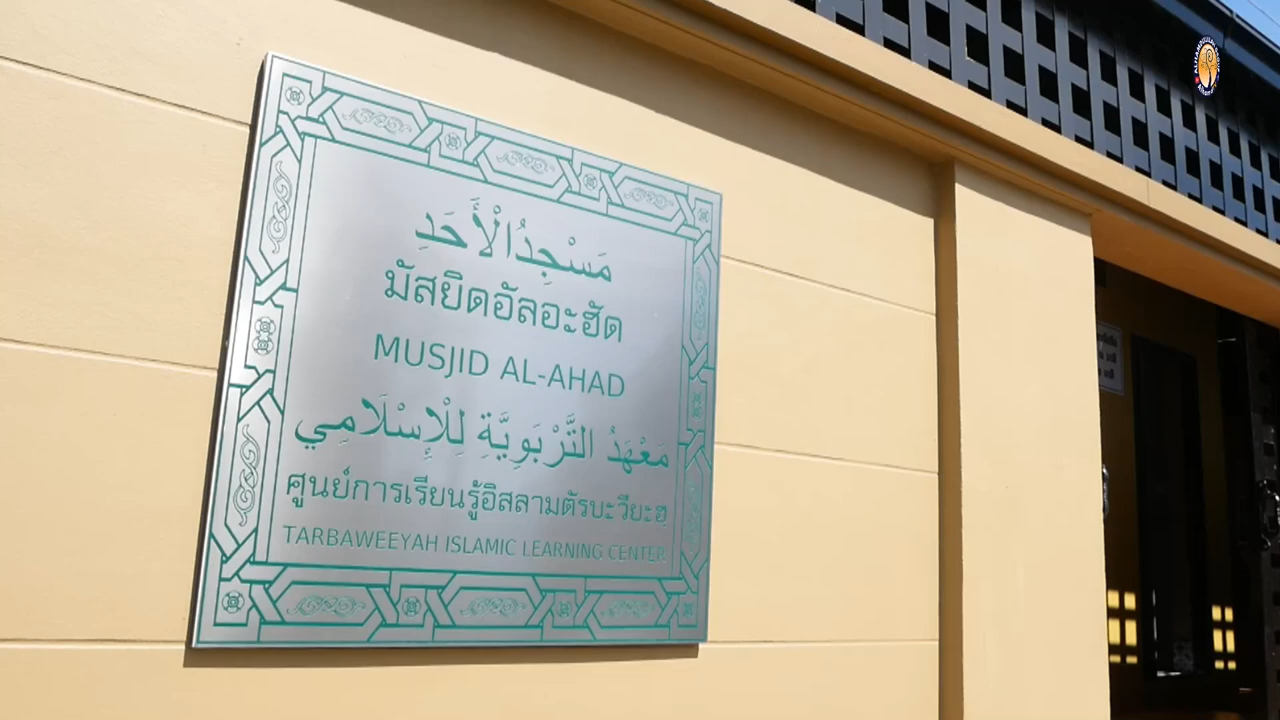 مَسْجِدُ الْأَحَدِ
มัสยิดอัลอะฮัด
MUSJID AL-AHAD
مَعْهَدُ التَّرْبَوِيَّةِ لِلْإِسْلَامِي
ศูนย์การเรียนรู้อิสลามตัรบะวียะฮฺ
TARBAWEEYAH ISLAMIC LEARNING CENTER